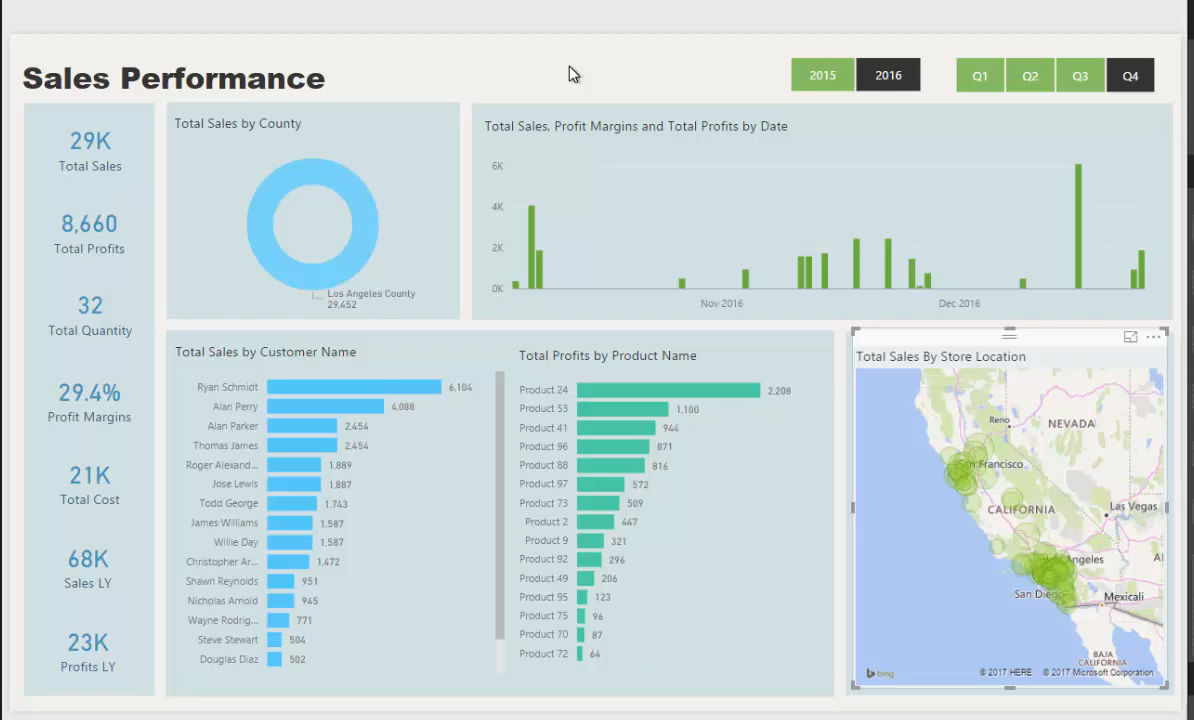 Sales Performance
2015
2016
Q1
Q2
Q3
Q4
29K
Total Sales
8,660
Total Profits
32
Total Quantity
29.4%
Profit Margins
21K
Total Cost
68K
Sales LY
23K
Profits LY
Total Sales by County
Los Angeles County
29,452
Total Sales, Profit Margins and Total Profits by Date
6K
4K
2K
0K
Nov 2016
Dec 2016
Total Sales by Customer Name
Ryan Schmidt 6,104
Alan Perry 4,088
Alan Parker 2,454
Thomas James 2,454
Roger Alexand... 1,889
Jose Lewis 1,887
Todd George 1,743
James Williams 1,587
Willie Day 1,587
Christopher Ar... 1,472
Shawn Reynolds 951
Nicholas Arnold 945
Wayne Rodrig... 771
Steve Stewart 504
Douglas Diaz 502
Total Profits by Product Name
Product 24 2,208
Product 53 1,100
Product 41 944
Product 96 871
Product 88 816
Product 97 572
Product 73 509
Product 2 447
Product 9 321
Product 92 296
Product 49 206
Product 95 123
Product 75 96
Product 70 87
Product 72 64
Total Sales By Store Location
Reno
NEVADA
San Francisco
CALIFORNIA
Las Vegas
Angeles
San Diego
Mexicali
BAJA
CALIFORNIA
bing
© 2017 HERE © 2017 Microsoft Corporation